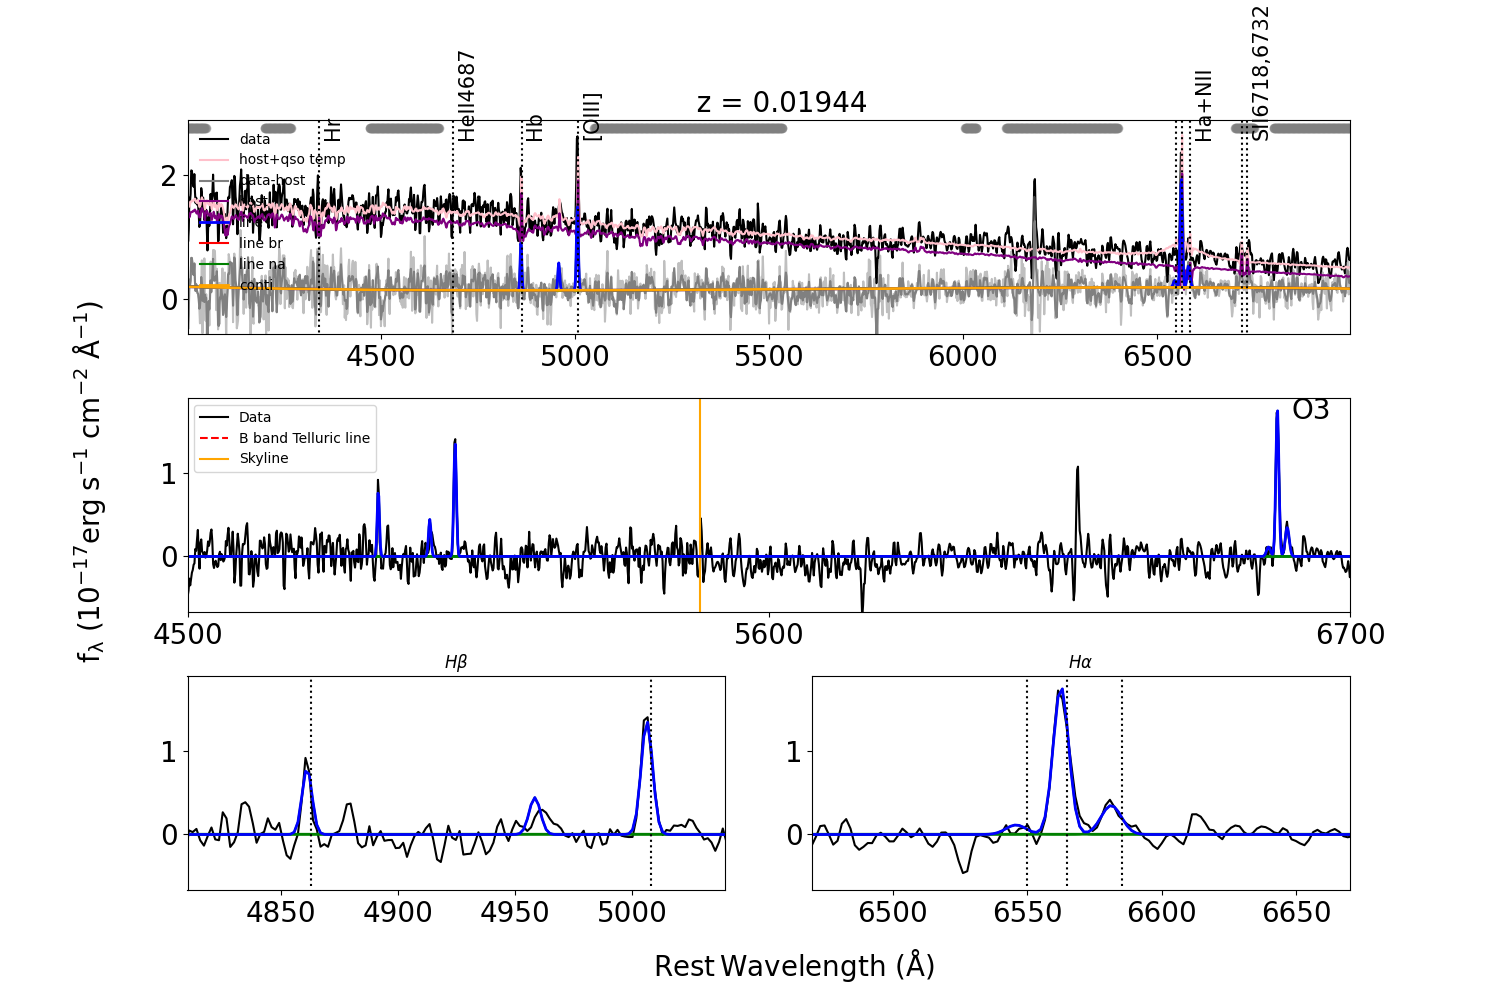 z = 0.01944
Hr
HeII4687
Hb
[OIII]
Ha+NII
SII6718,6732
data
host+qso temp
data-host
line br
line na
conti
2
0
4500 5000 5500 6000 6500
Data
B band Telluric line
Skyline
O3
1
0
4500 5600 6700
fλ (10⁻¹⁷erg s⁻¹ cm⁻² Å⁻¹)
Hβ
1
0
4850 4900 4950 5000
Hα
1
0
6500 6550 6600 6650
Rest Wavelength (Å)